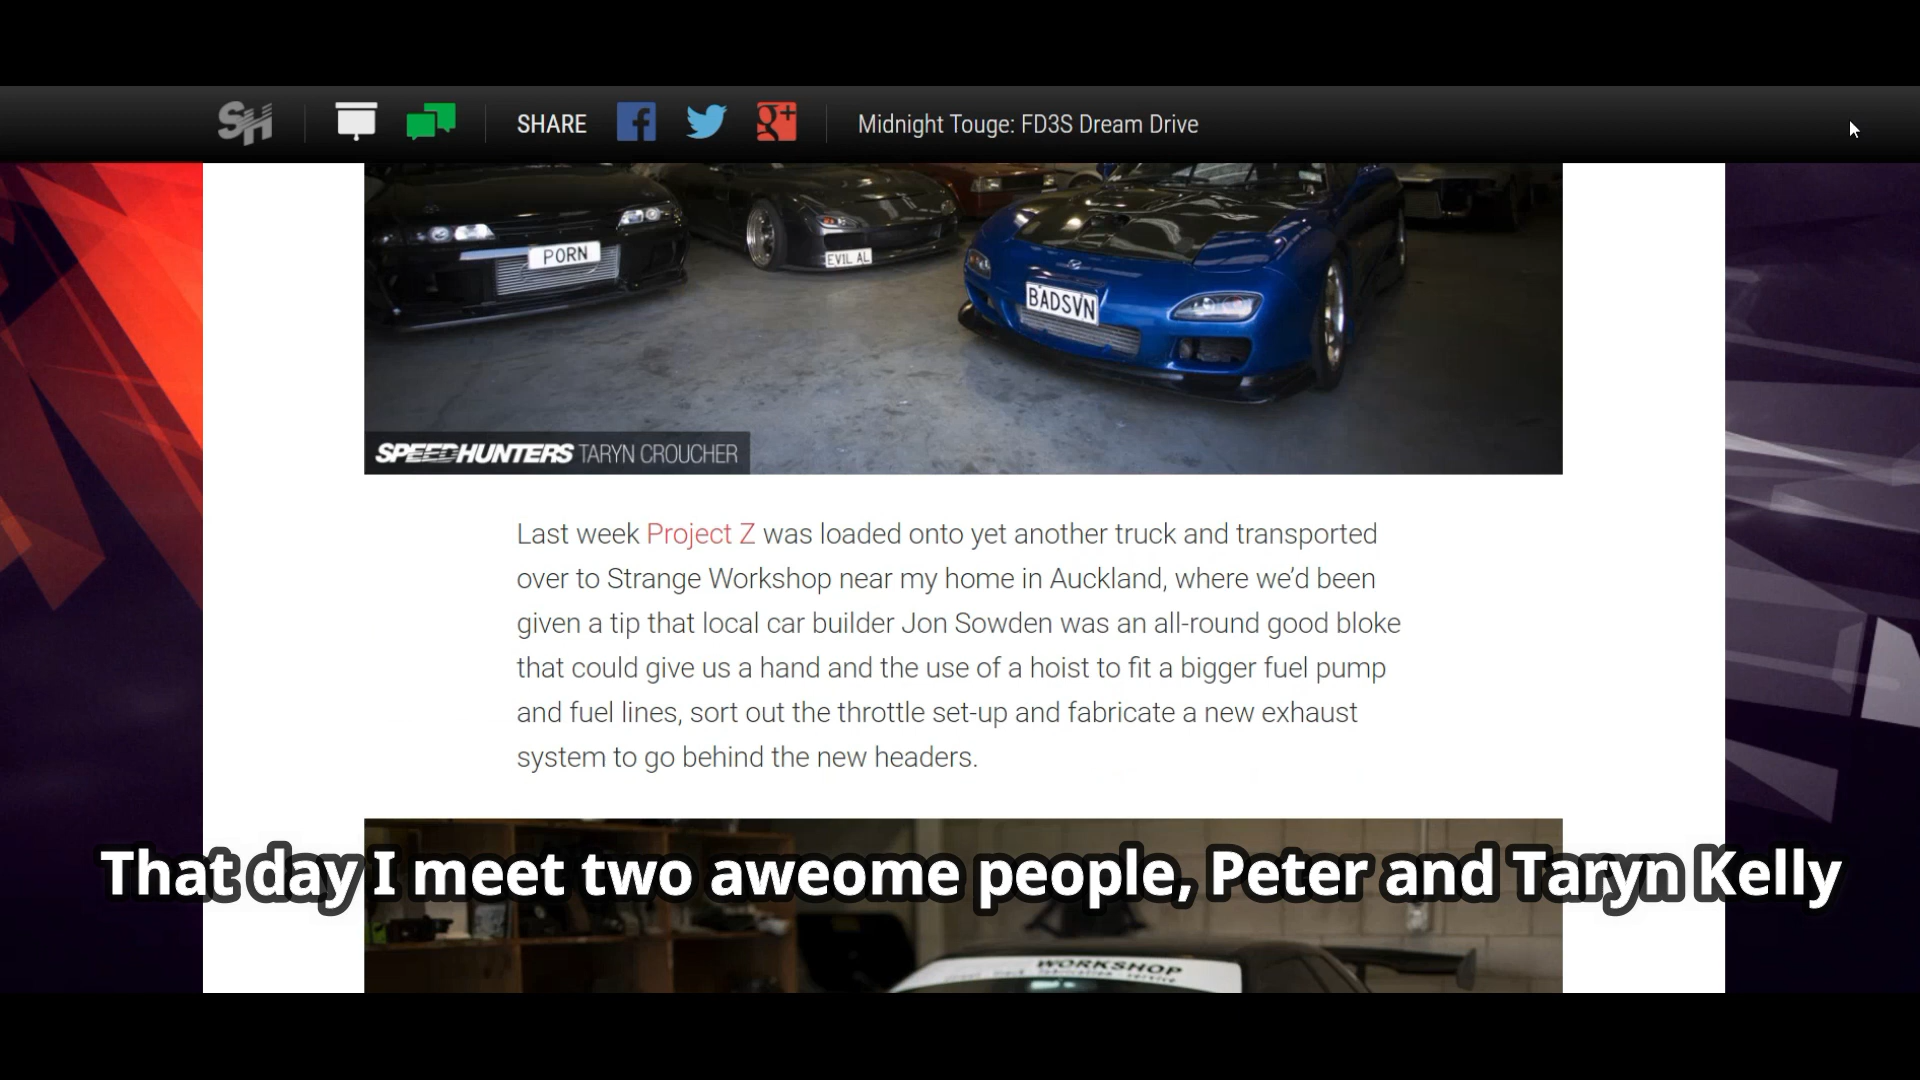 SH
SHARE
Midnight Touge: FD3S Dream Drive
PORN
EVIL AL
BADSVN
SPEEDHUNTERS TARYN CROUCHER
Last week Project Z was loaded onto yet another truck and transported
over to Strange Workshop near my home in Auckland, where we’d been
given a tip that local car builder Jon Sowden was an all-round good bloke
that could give us a hand and the use of a hoist to fit a bigger fuel pump
and fuel lines, sort out the throttle set-up and fabricate a new exhaust
system to go behind the new headers.
That day I meet two aweome people, Peter and Taryn Kelly
WORKSHOP